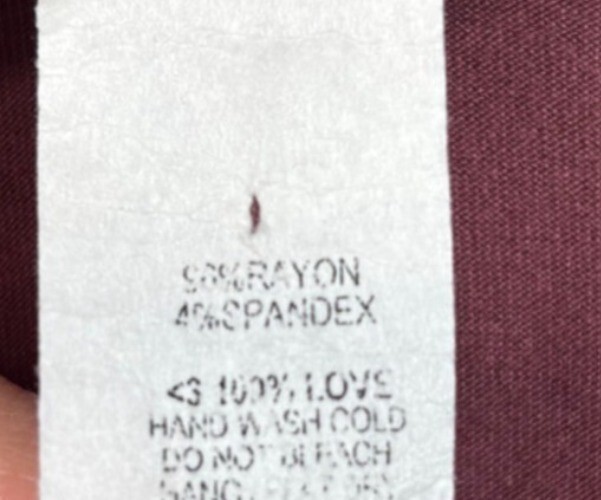 96%RAYON
4%SPANDEX
<3 100% LOVE
HAND WASH COLD
DO NOT BLEACH